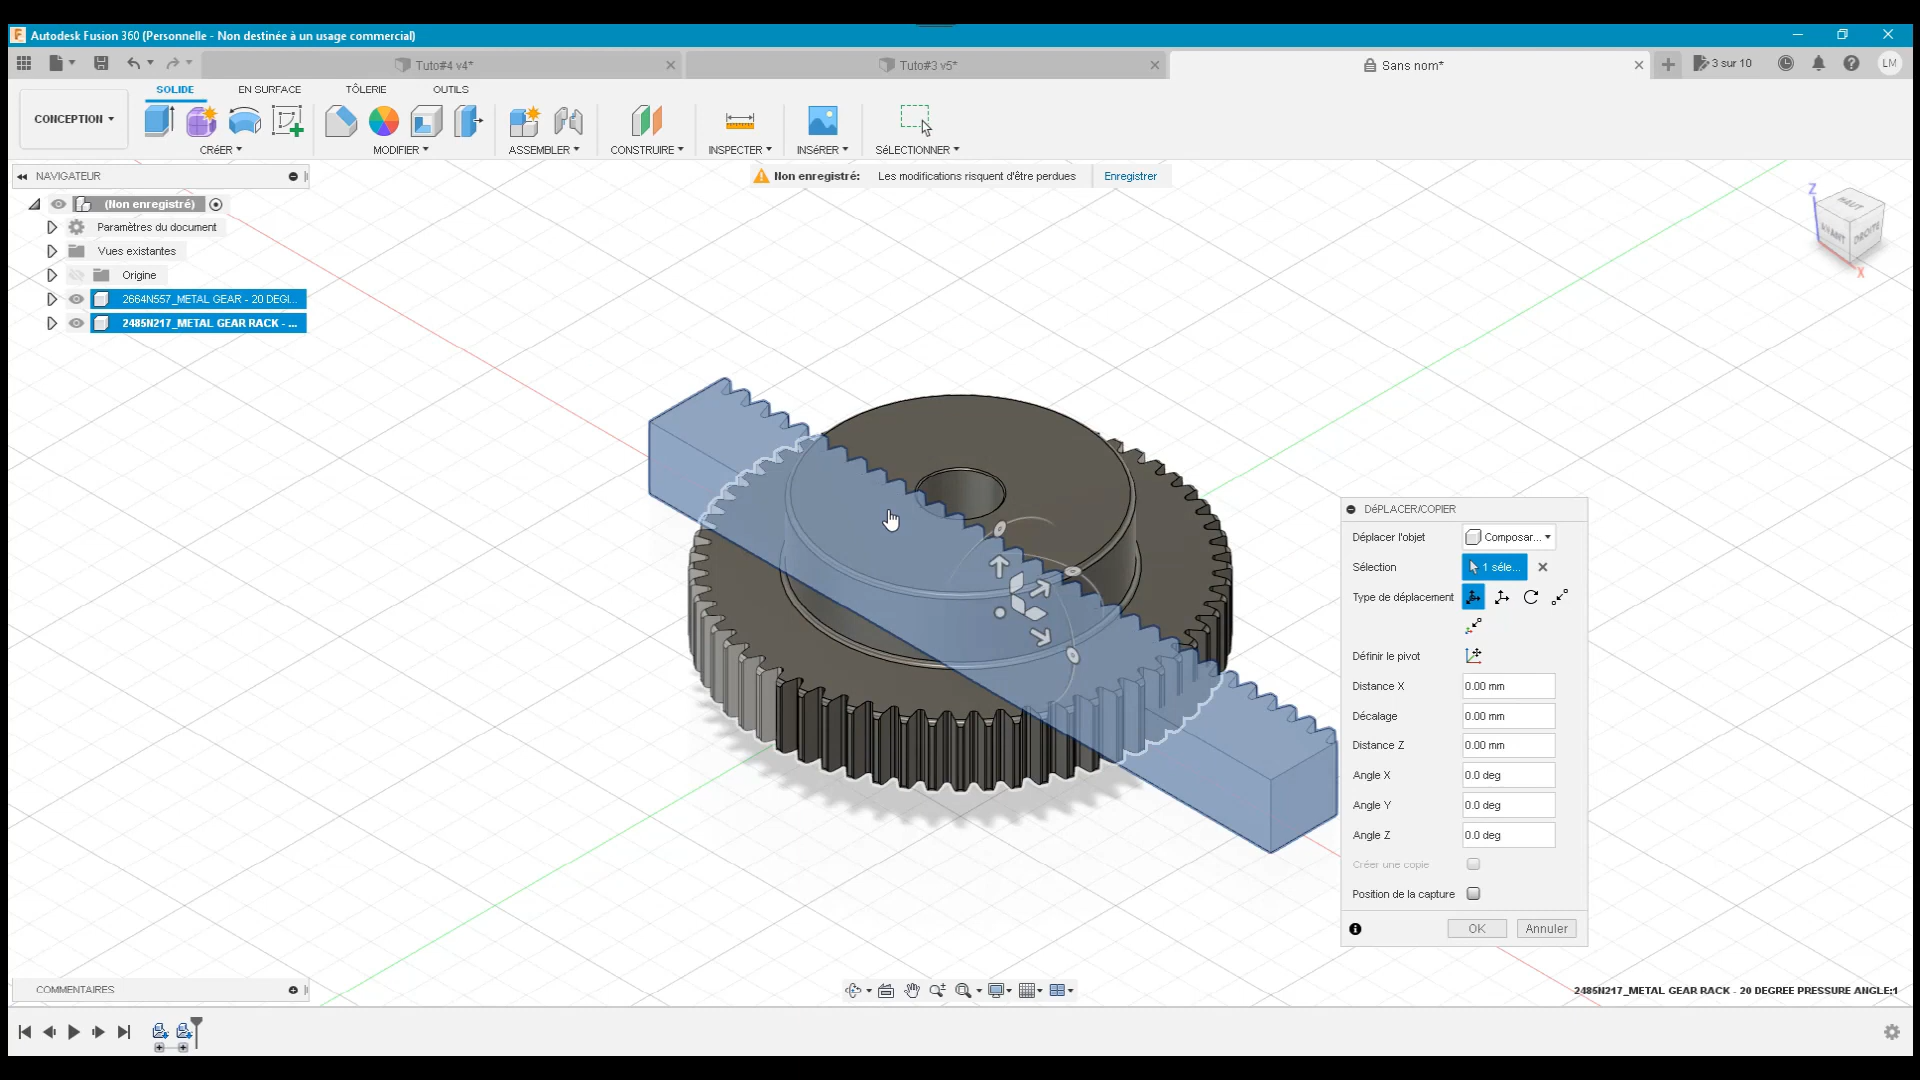 Autodesk Fusion 360 (Personnelle - Non destinée à un usage commercial)
Tuto#4 v4*
Tuto#3 v5*
Sans nom*
3 sur 10
LM
CONCEPTION
SOLIDE
EN SURFACE
TÔLERIE
OUTILS
CRéER
MODIFIER
ASSEMBLER
CONSTRUIRE
INSPECTER
INSéRER
SéLECTIONNER
NAVIGATEUR
Non enregistré: Les modifications risquent d'être perdues
Enregistrer
(Non enregistré)
Paramètres du document
Vues existantes
Origine
2664N557_METAL GEAR - 20 DEGI...
2485N217_METAL GEAR RACK - ...
Z
HAUT
AVANT
DROITE
X
DéPLACER/COPIER
Déplacer l'objet
Composar...
Sélection
1 séle...
Type de déplacement
Définir le pivot
Distance X
0.00 mm
Décalage
0.00 mm
Distance Z
0.00 mm
Angle X
0.0 deg
Angle Y
0.0 deg
Angle Z
0.0 deg
Créer une copie
Position de la capture
OK
Annuler
COMMENTAIRES
2485N217_METAL GEAR RACK - 20 DEGREE PRESSURE ANGLE:1